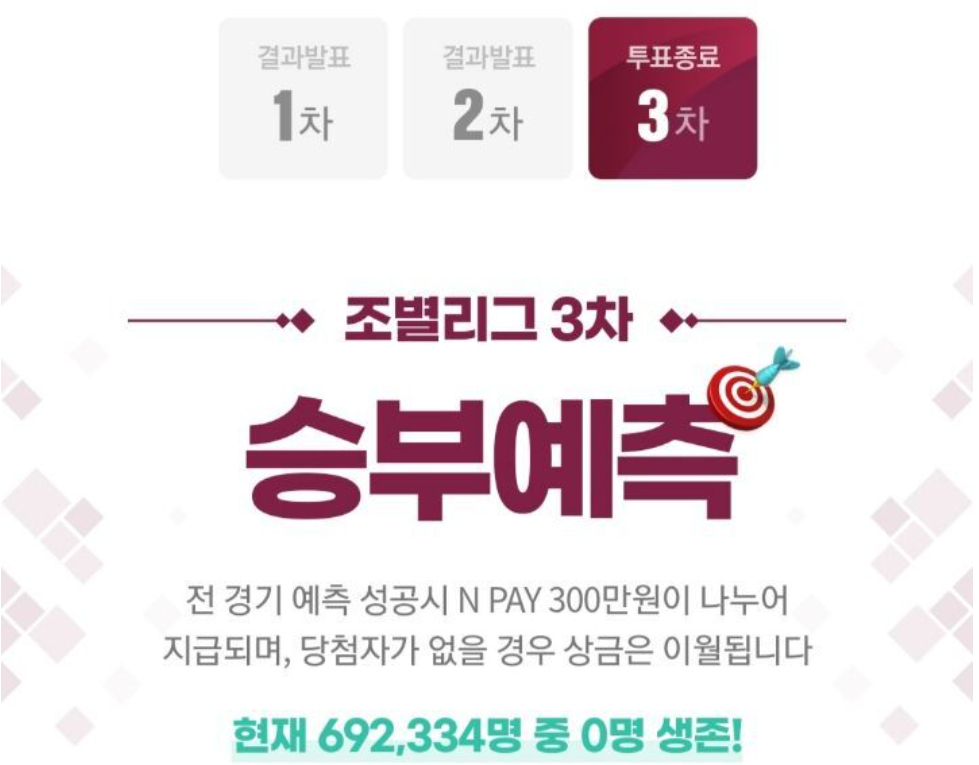 결과발표
1차
결과발표
2차
투표종료
3차
조별리그 3차
승부예측
전 경기 예측 성공시 N PAY 300만원이 나누어
지급되며, 당첨자가 없을 경우 상금은 이월됩니다
현재 692,334명 중 0명 생존!